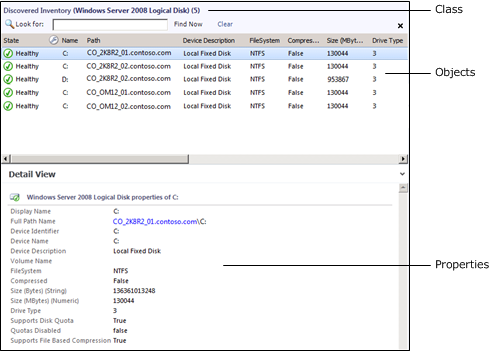 Discovered Inventory (Windows Server 2008 Logical Disk) (5)
Class
Look for: Find Now Clear
State Name Path Device Description FileSystem Compres... Size (MByt... Drive Type
Healthy C: CO_2K8R2_01.contoso.com Local Fixed Disk NTFS False 130044 3
Healthy C: CO_2K8R2_02.contoso.com Local Fixed Disk NTFS False 130044 3
Objects
Healthy D: CO_2K8R2_02.contoso.com Local Fixed Disk NTFS False 953867 3
Healthy C: CO_OM12_01.contoso.com Local Fixed Disk NTFS False 130044 3
Healthy C: CO_OM12_02.contoso.com Local Fixed Disk NTFS False 130044 3
Detail View
Windows Server 2008 Logical Disk properties of C:
Display Name C:
Full Path Name CO_2K8R2_01.contoso.com\C:
Device Identifier C:
Device Name C:
Device Description Local Fixed Disk
Volume Name
Properties
FileSystem NTFS
Compressed False
Size (Bytes) (String) 136361013248
Size (MBytes) (Numeric) 130044
Drive Type 3
Supports Disk Quota True
Quotas Disabled false
Supports File Based Compression True